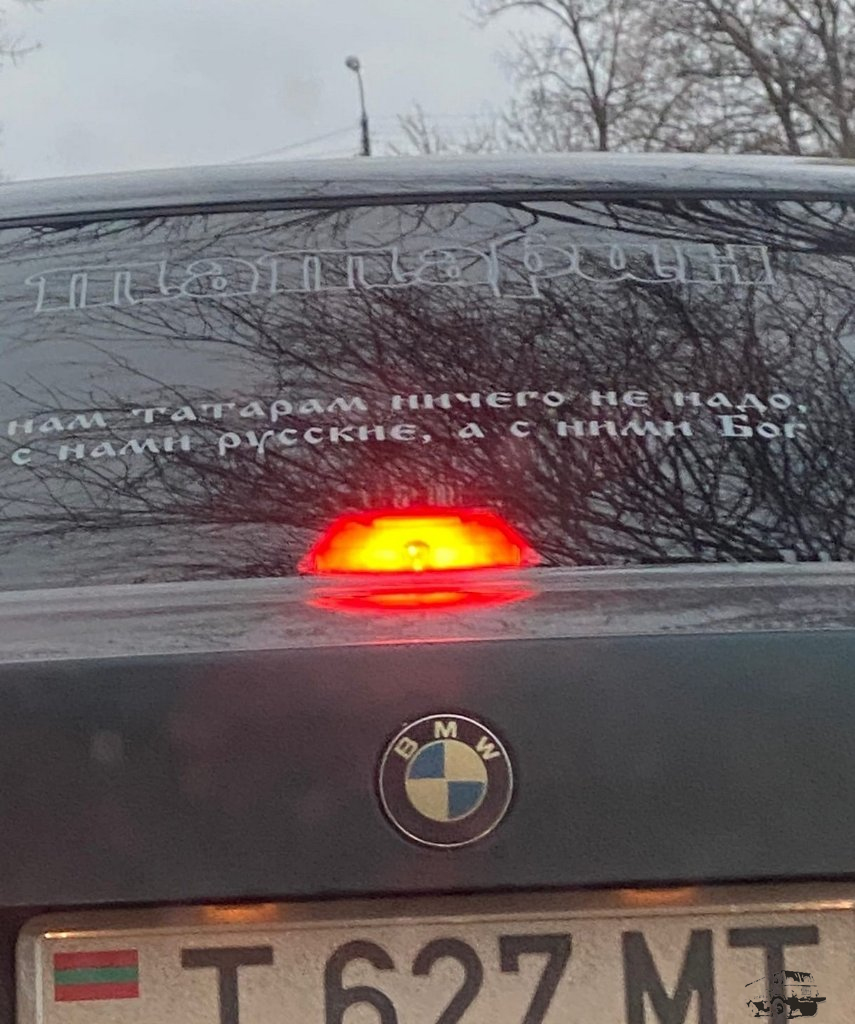 татарин
нам татарам ничего не надо,
с нами русские, а с ними Бог
BMW
T 627 MT